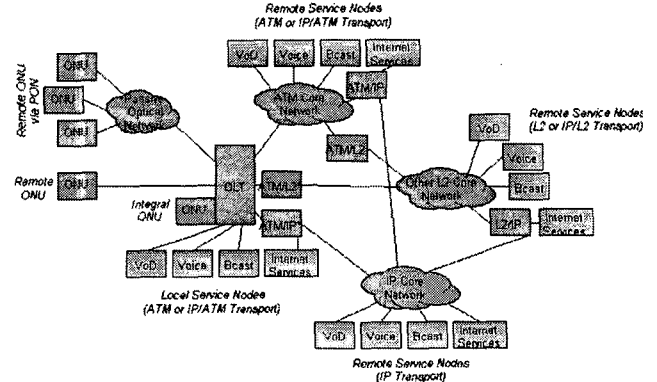 Remote Service Nodes
(ATM or IP/ATM Transport)
VoD
Voice
Bcast
Internet
Services
ONU
ONU
ONU
Remote ONU
via PON
Passive
Optical
Network
ATM Core
Network
ATM/IP
ATM/L2
Remote Service Nodes
(L2 or IP/L2 Transport)
VoD
Voice
Bcast
Other L2 Core
Network
L2/IP
Internet
Services
Remote
ONU
ONU
OLT
ATM/L2
Integral
ONU
ONU
ATM/IP
VoD
Voice
Bcast
Internet
Services
Local Service Nodes
(ATM or IP/ATM Transport)
IP Core
Network
VoD
Voice
Bcast
Internet
Services
Remote Service Nodes
(IP Transport)